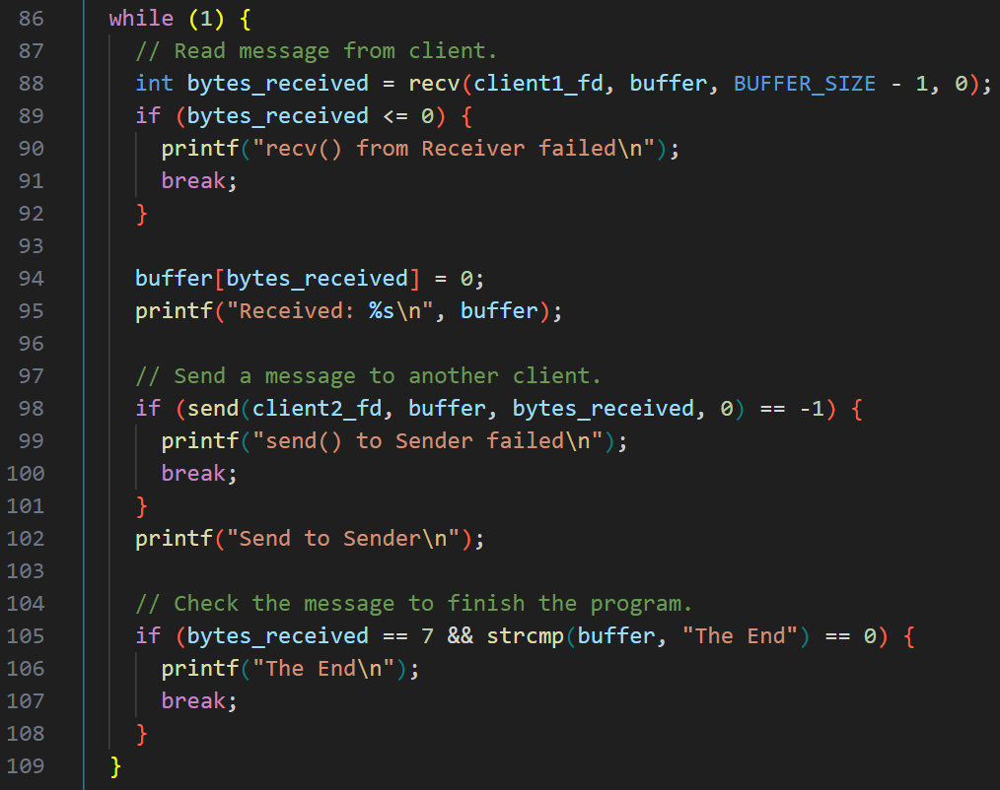 86 while (1) {
87 // Read message from client.
88 int bytes_received = recv(client1_fd, buffer, BUFFER_SIZE - 1, 0);
89 if (bytes_received <= 0) {
90 printf("recv() from Receiver failed\n");
91 break;
92 }
93
94 buffer[bytes_received] = 0;
95 printf("Received: %s\n", buffer);
96
97 // Send a message to another client.
98 if (send(client2_fd, buffer, bytes_received, 0) == -1) {
99 printf("send() to Sender failed\n");
100 break;
101 }
102 printf("Send to Sender\n");
103
104 // Check the message to finish the program.
105 if (bytes_received == 7 && strcmp(buffer, "The End") == 0) {
106 printf("The End\n");
107 break;
108 }
109 }